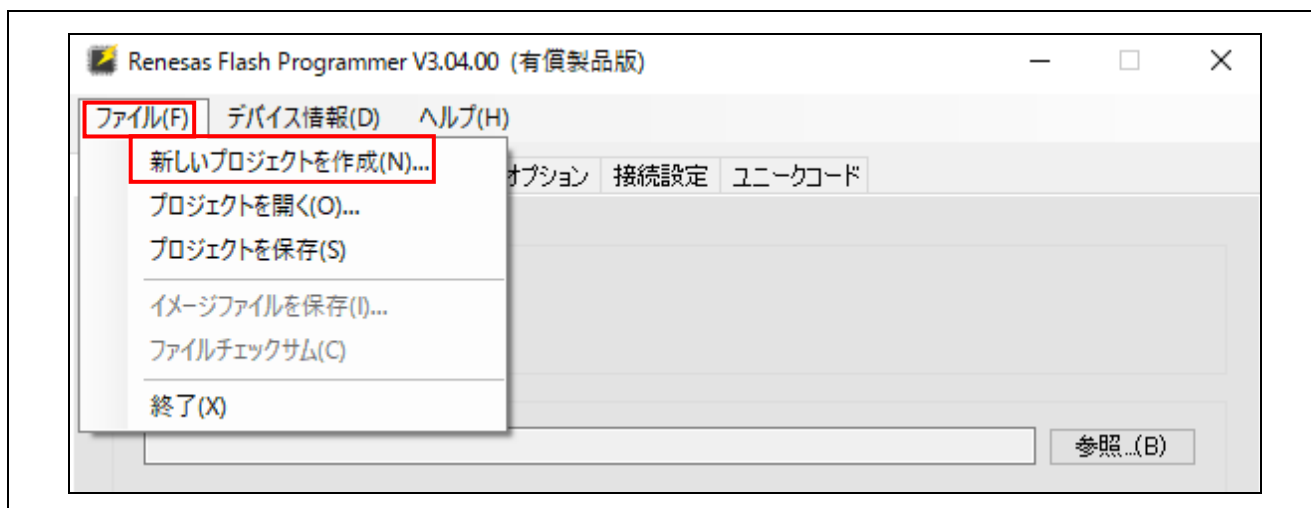 Renesas Flash Programmer V3.04.00 (有償製品版)
ファイル(F) デバイス情報(D) ヘルプ(H)
新しいプロジェクトを作成(N)...
オプション 接続設定 ユニークコード
プロジェクトを開く(O)...
プロジェクトを保存(S)
イメージファイルを保存(I)...
ファイルチェックサム(C)
終了(X)
参照...(B)